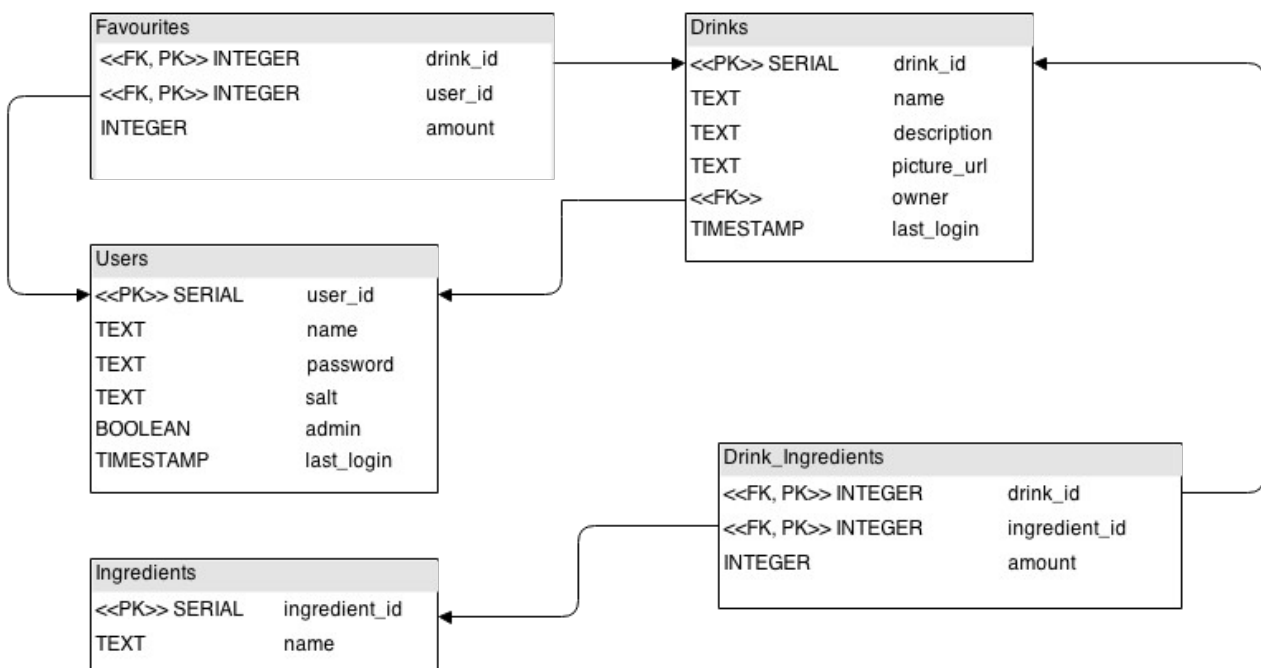 Favourites
<<FK, PK>> INTEGER drink_id
<<FK, PK>> INTEGER user_id
INTEGER amount
Drinks
<<PK>> SERIAL drink_id
TEXT name
TEXT description
TEXT picture_url
<<FK>> owner
TIMESTAMP last_login
Users
<<PK>> SERIAL user_id
TEXT name
TEXT password
TEXT salt
BOOLEAN admin
TIMESTAMP last_login
Drink_Ingredients
<<FK, PK>> INTEGER drink_id
<<FK, PK>> INTEGER ingredient_id
INTEGER amount
Ingredients
<<PK>> SERIAL ingredient_id
TEXT name